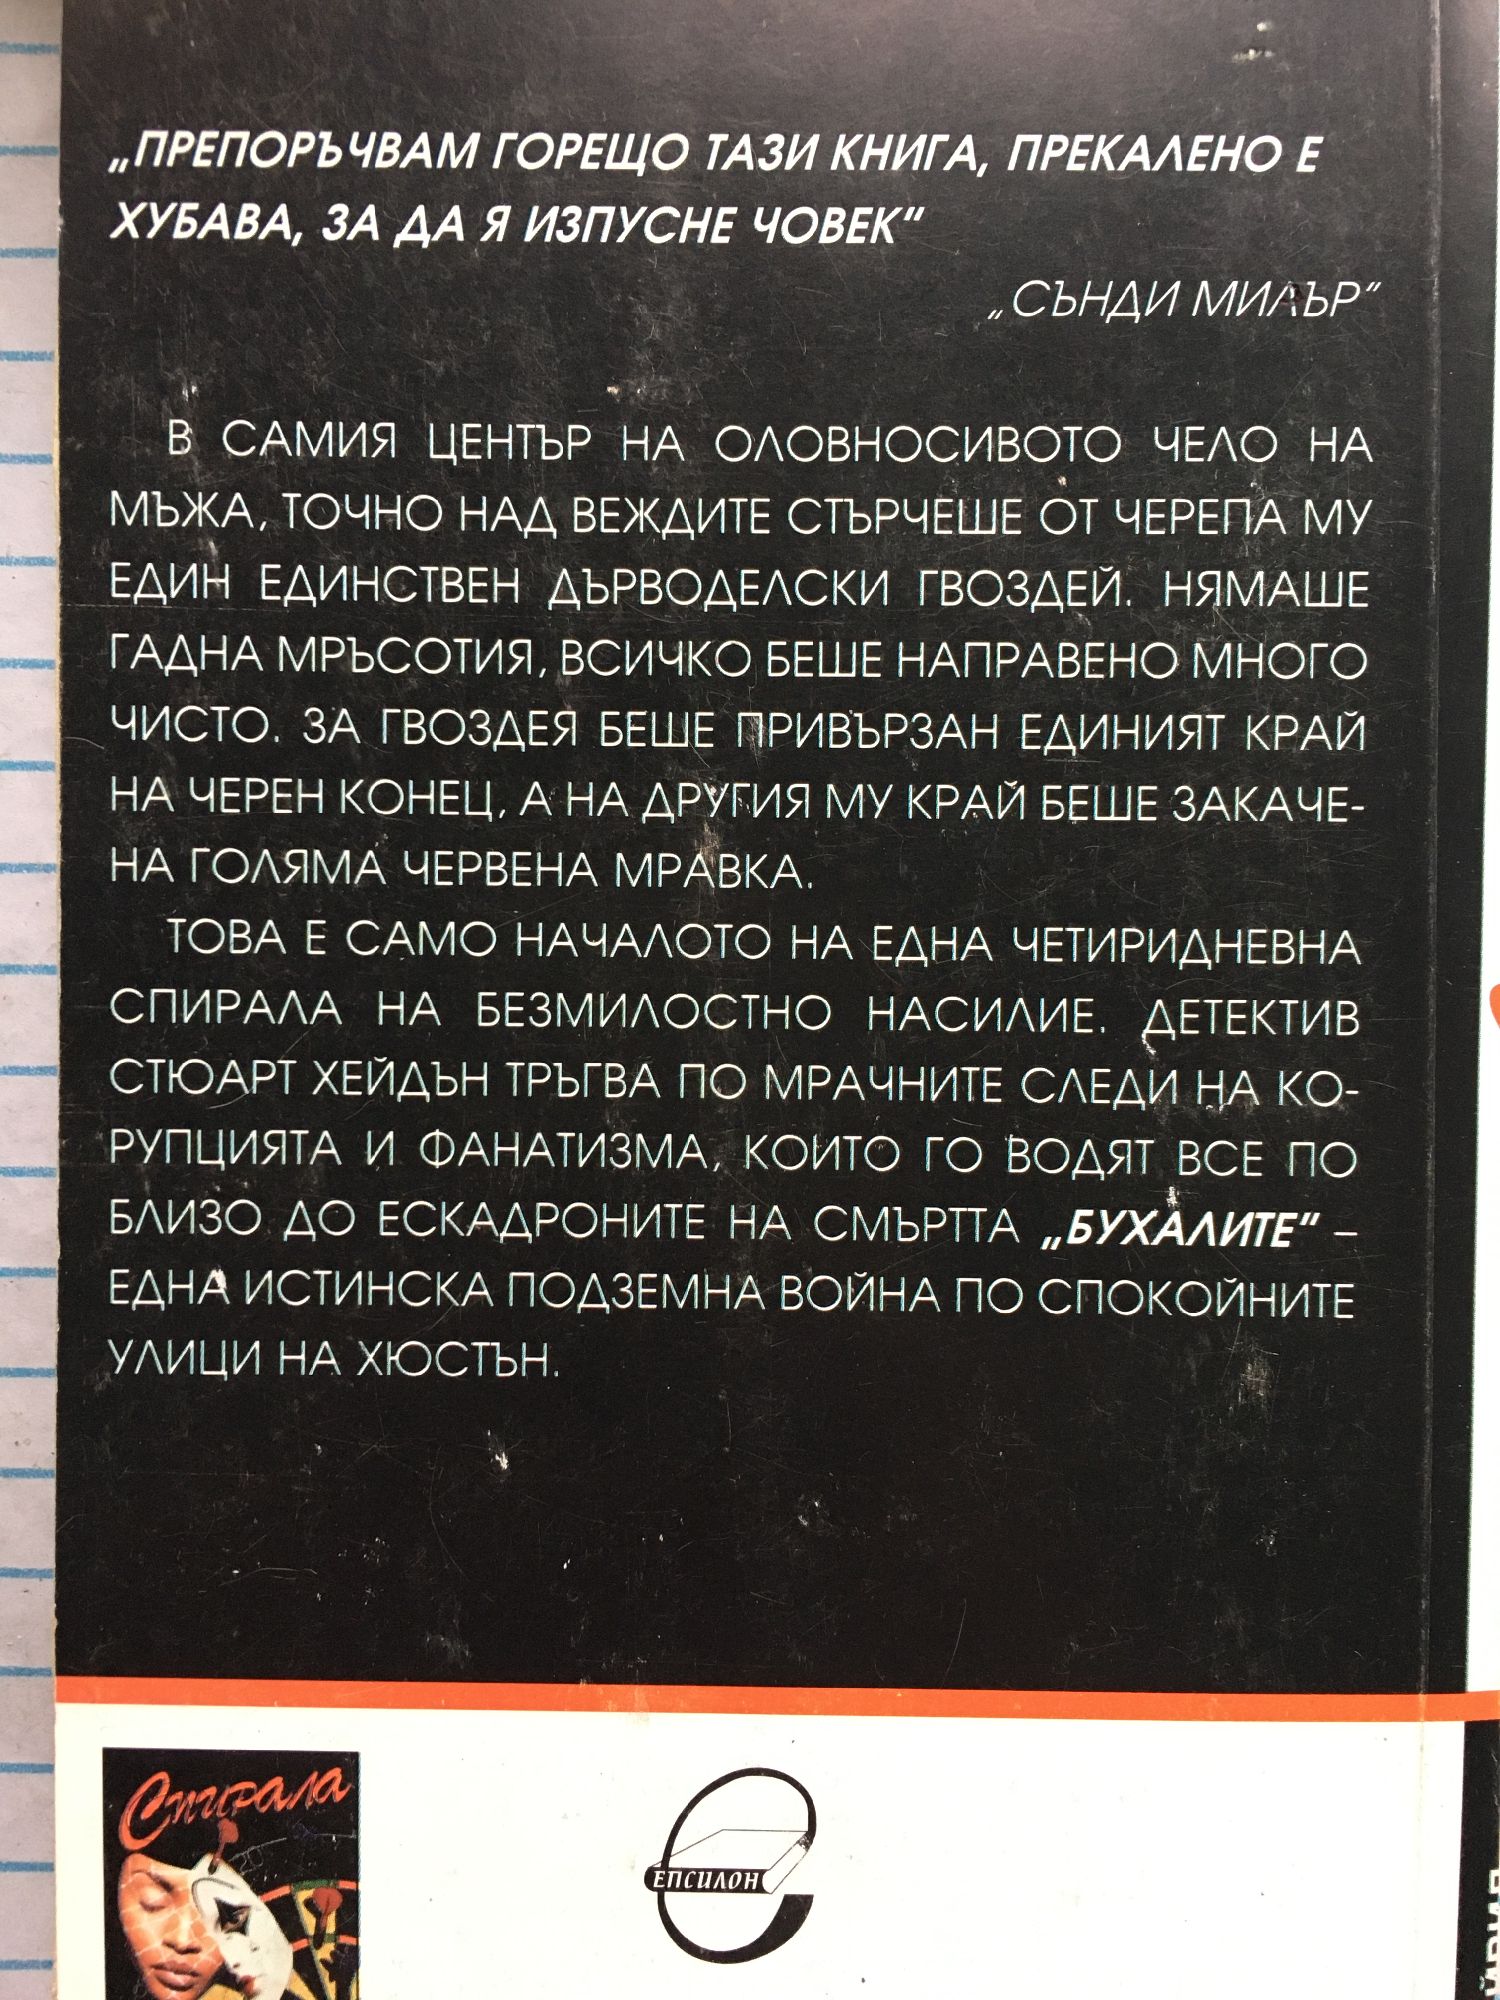 „ПРЕПОРЪЧВАМ ГОРЕЩО ТАЗИ КНИГА, ПРЕКАЛЕНО Е
ХУБАВА, ЗА ДА Я ИЗПУСНЕ ЧОВЕК“
„СЪНДИ МИЛЪР“
В САМИЯ ЦЕНТЪР НА ОЛОВНОСИВОТО ЧЕЛО НА
МЪЖА, ТОЧНО НАД ВЕЖДИТЕ СТЪРЧЕШЕ ОТ ЧЕРЕПА МУ
ЕДИН ЕДИНСТВЕН ДЪРВОДЕЛСКИ ГВОЗДЕЙ. НЯМАШЕ
ГАДНА МРЪСОТИЯ, ВСИЧКО БЕШЕ НАПРАВЕНО МНОГО
ЧИСТО. ЗА ГВОЗДЕЯ БЕШЕ ПРИВЪРЗАН ЕДИНИЯТ КРАЙ
НА ЧЕРЕН КОНЕЦ, А НА ДРУГИЯ МУ КРАЙ БЕШЕ ЗАКАЧЕ-
НА ГОЛЯМА ЧЕРВЕНА МРАВКА.
ТОВА Е САМО НАЧАЛОТО НА ЕДНА ЧЕТИРИДНЕВНА
СПИРАЛА НА БЕЗМИЛОСТНО НАСИЛИЕ. ДЕТЕКТИВ
СТЮАРТ ХЕЙДЪН ТРЪГВА ПО МРАЧНИТЕ СЛЕДИ НА КО-
РУПЦИЯТА И ФАНАТИЗМА, КОИТО ГО ВОДЯТ ВСЕ ПО
БЛИЗО ДО ЕСКАДРОНИТЕ НА СМЪРТТА „БУХАЛИТЕ“ –
ЕДНА ИСТИНСКА ПОДЗЕМНА ВОЙНА ПО СПОКОЙНИТЕ
УЛИЦИ НА ХЮСТЪН.
Спирала
ЕПСИЛОН